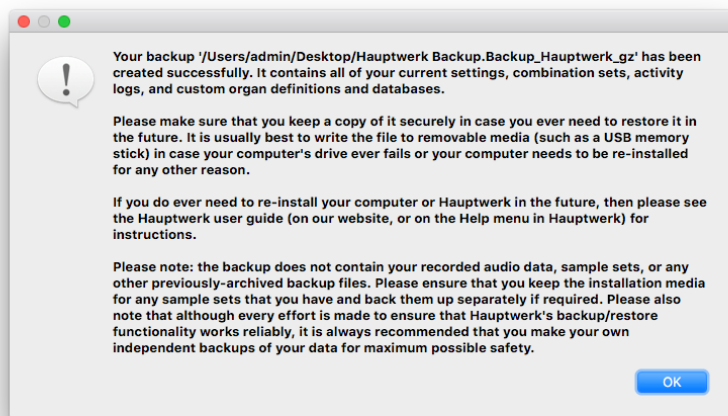 Your backup '/Users/admin/Desktop/Hauptwerk Backup.Backup_Hauptwerk_gz' has been
created successfully. It contains all of your current settings, combination sets, activity
logs, and custom organ definitions and databases.
Please make sure that you keep a copy of it securely in case you ever need to restore it in
the future. It is usually best to write the file to removable media (such as a USB memory
stick) in case your computer's drive ever fails or your computer needs to be re-installed
for any other reason.
If you do ever need to re-install your computer or Hauptwerk in the future, then please see
the Hauptwerk user guide (on our website, or on the Help menu in Hauptwerk) for
instructions.
Please note: the backup does not contain your recorded audio data, sample sets, or any
other previously-archived backup files. Please ensure that you keep the installation media
for any sample sets that you have and back them up separately if required. Please also
note that although every effort is made to ensure that Hauptwerk's backup/restore
functionality works reliably, it is always recommended that you make your own
independent backups of your data for maximum possible safety.
OK